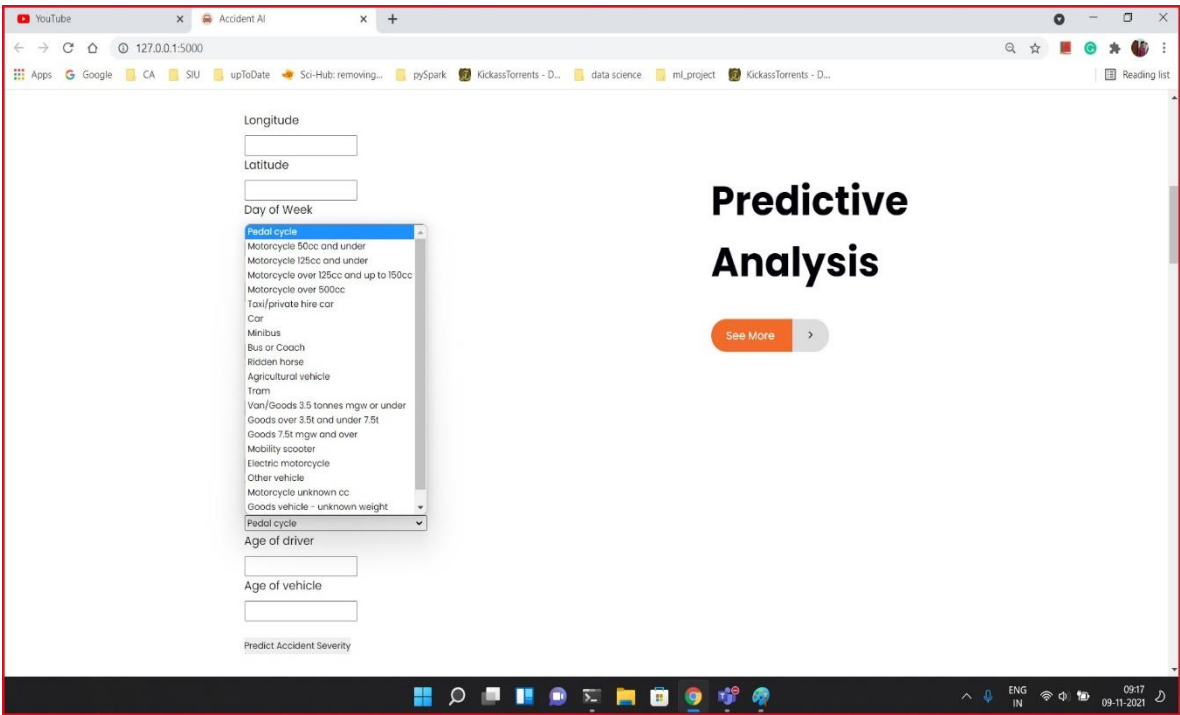 YouTube
Accident AI
127.0.0.1:5000
Apps
Google
CA
SIU
upToDate
Sci-Hub: removing...
pySpark
KickassTorrents - D...
data science
ml_project
KickassTorrents - D...
Reading list
Longitude
Latitude
Day of Week
Pedal cycle
Motorcycle 50cc and under
Motorcycle 125cc and under
Motorcycle over 125cc and up to 150cc
Motorcycle over 500cc
Taxi/private hire car
Car
Minibus
Bus or Coach
Ridden horse
Agricultural vehicle
Tram
Van/Goods 3.5 tonnes mgw or under
Goods over 3.5t and under 7.5t
Goods 7.5t mgw and over
Mobility scooter
Electric motorcycle
Other vehicle
Motorcycle unknown cc
Goods vehicle - unknown weight
Pedal cycle
Age of driver
Age of vehicle
Predict Accident Severity
Predictive
Analysis
See More
ENG
IN
09:17
09-11-2021